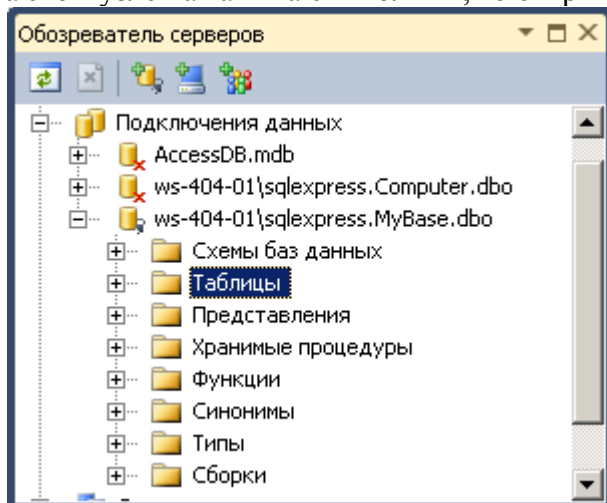 Обозреватель серверов
Подключения данных
AccessDB.mdb
ws-404-01\sqlexpress.Computer.dbo
ws-404-01\sqlexpress.MyBase.dbo
Схемы баз данных
Таблицы
Представления
Хранимые процедуры
Функции
Синонимы
Типы
Сборки